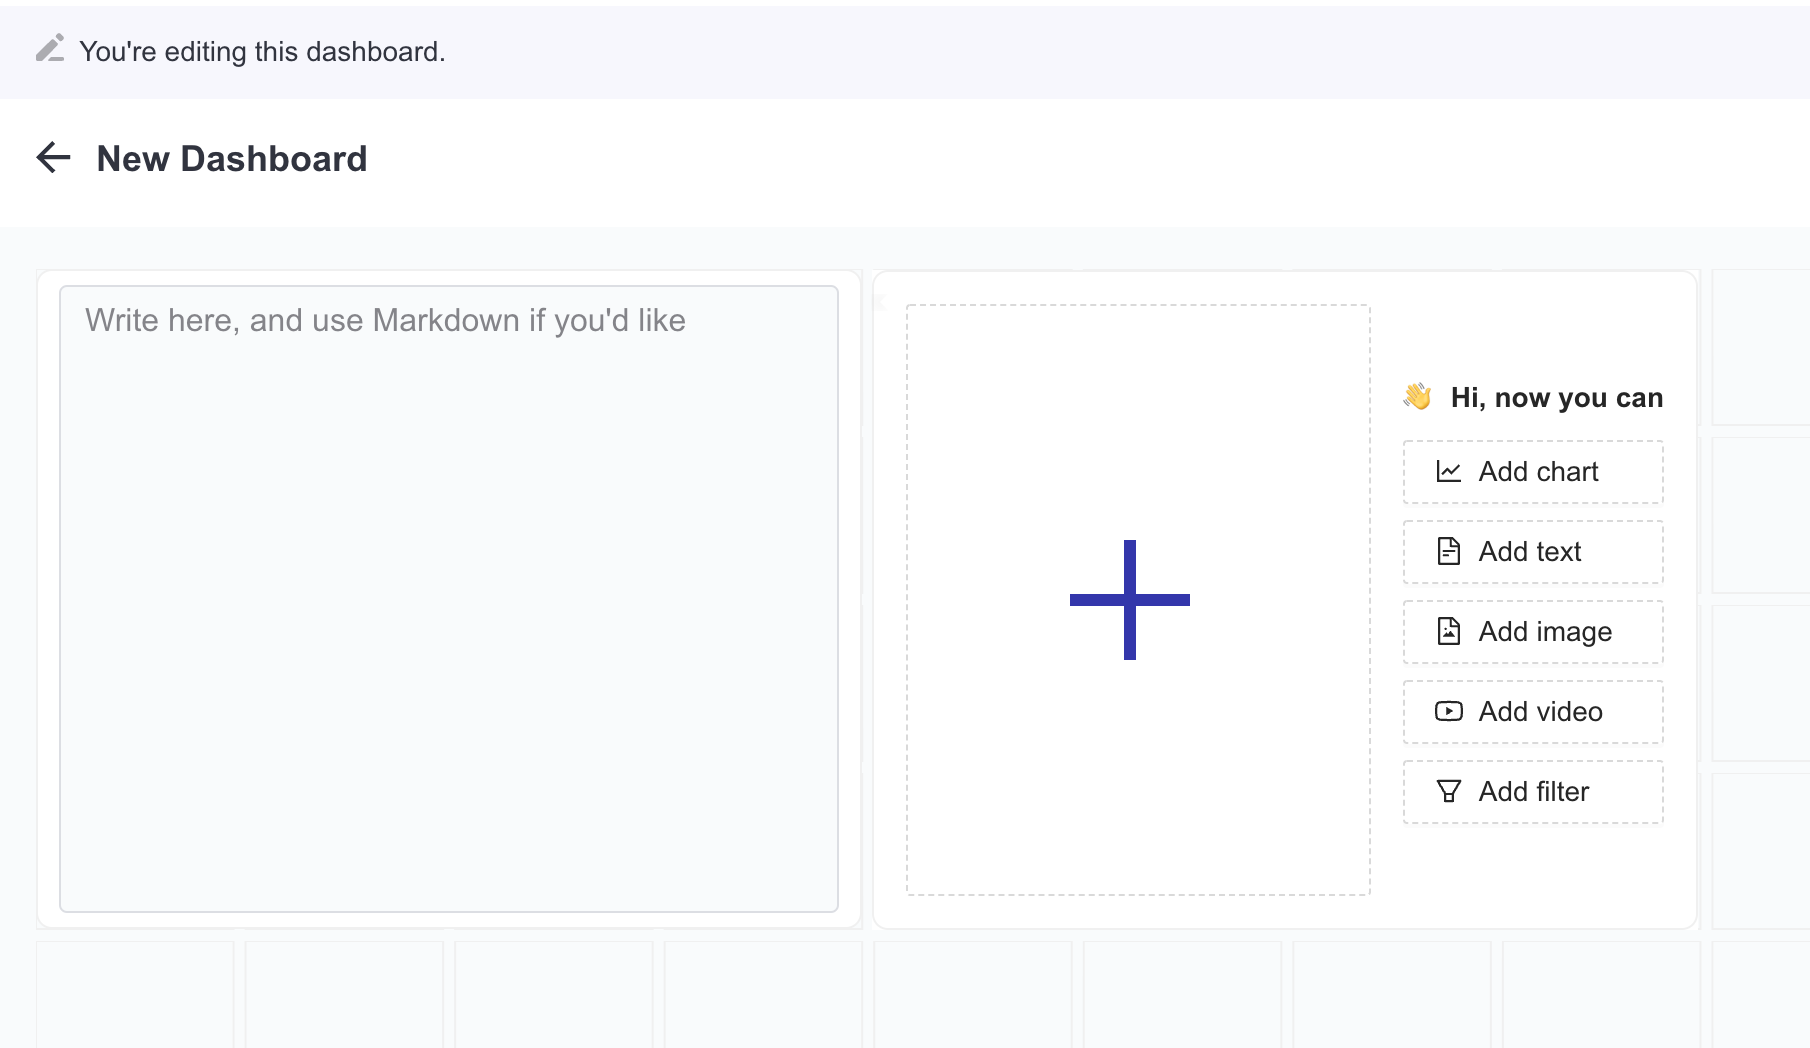 You're editing this dashboard.
New Dashboard
Write here, and use Markdown if you'd like
👋 Hi, now you can
Add chart
Add text
Add image
Add video
Add filter